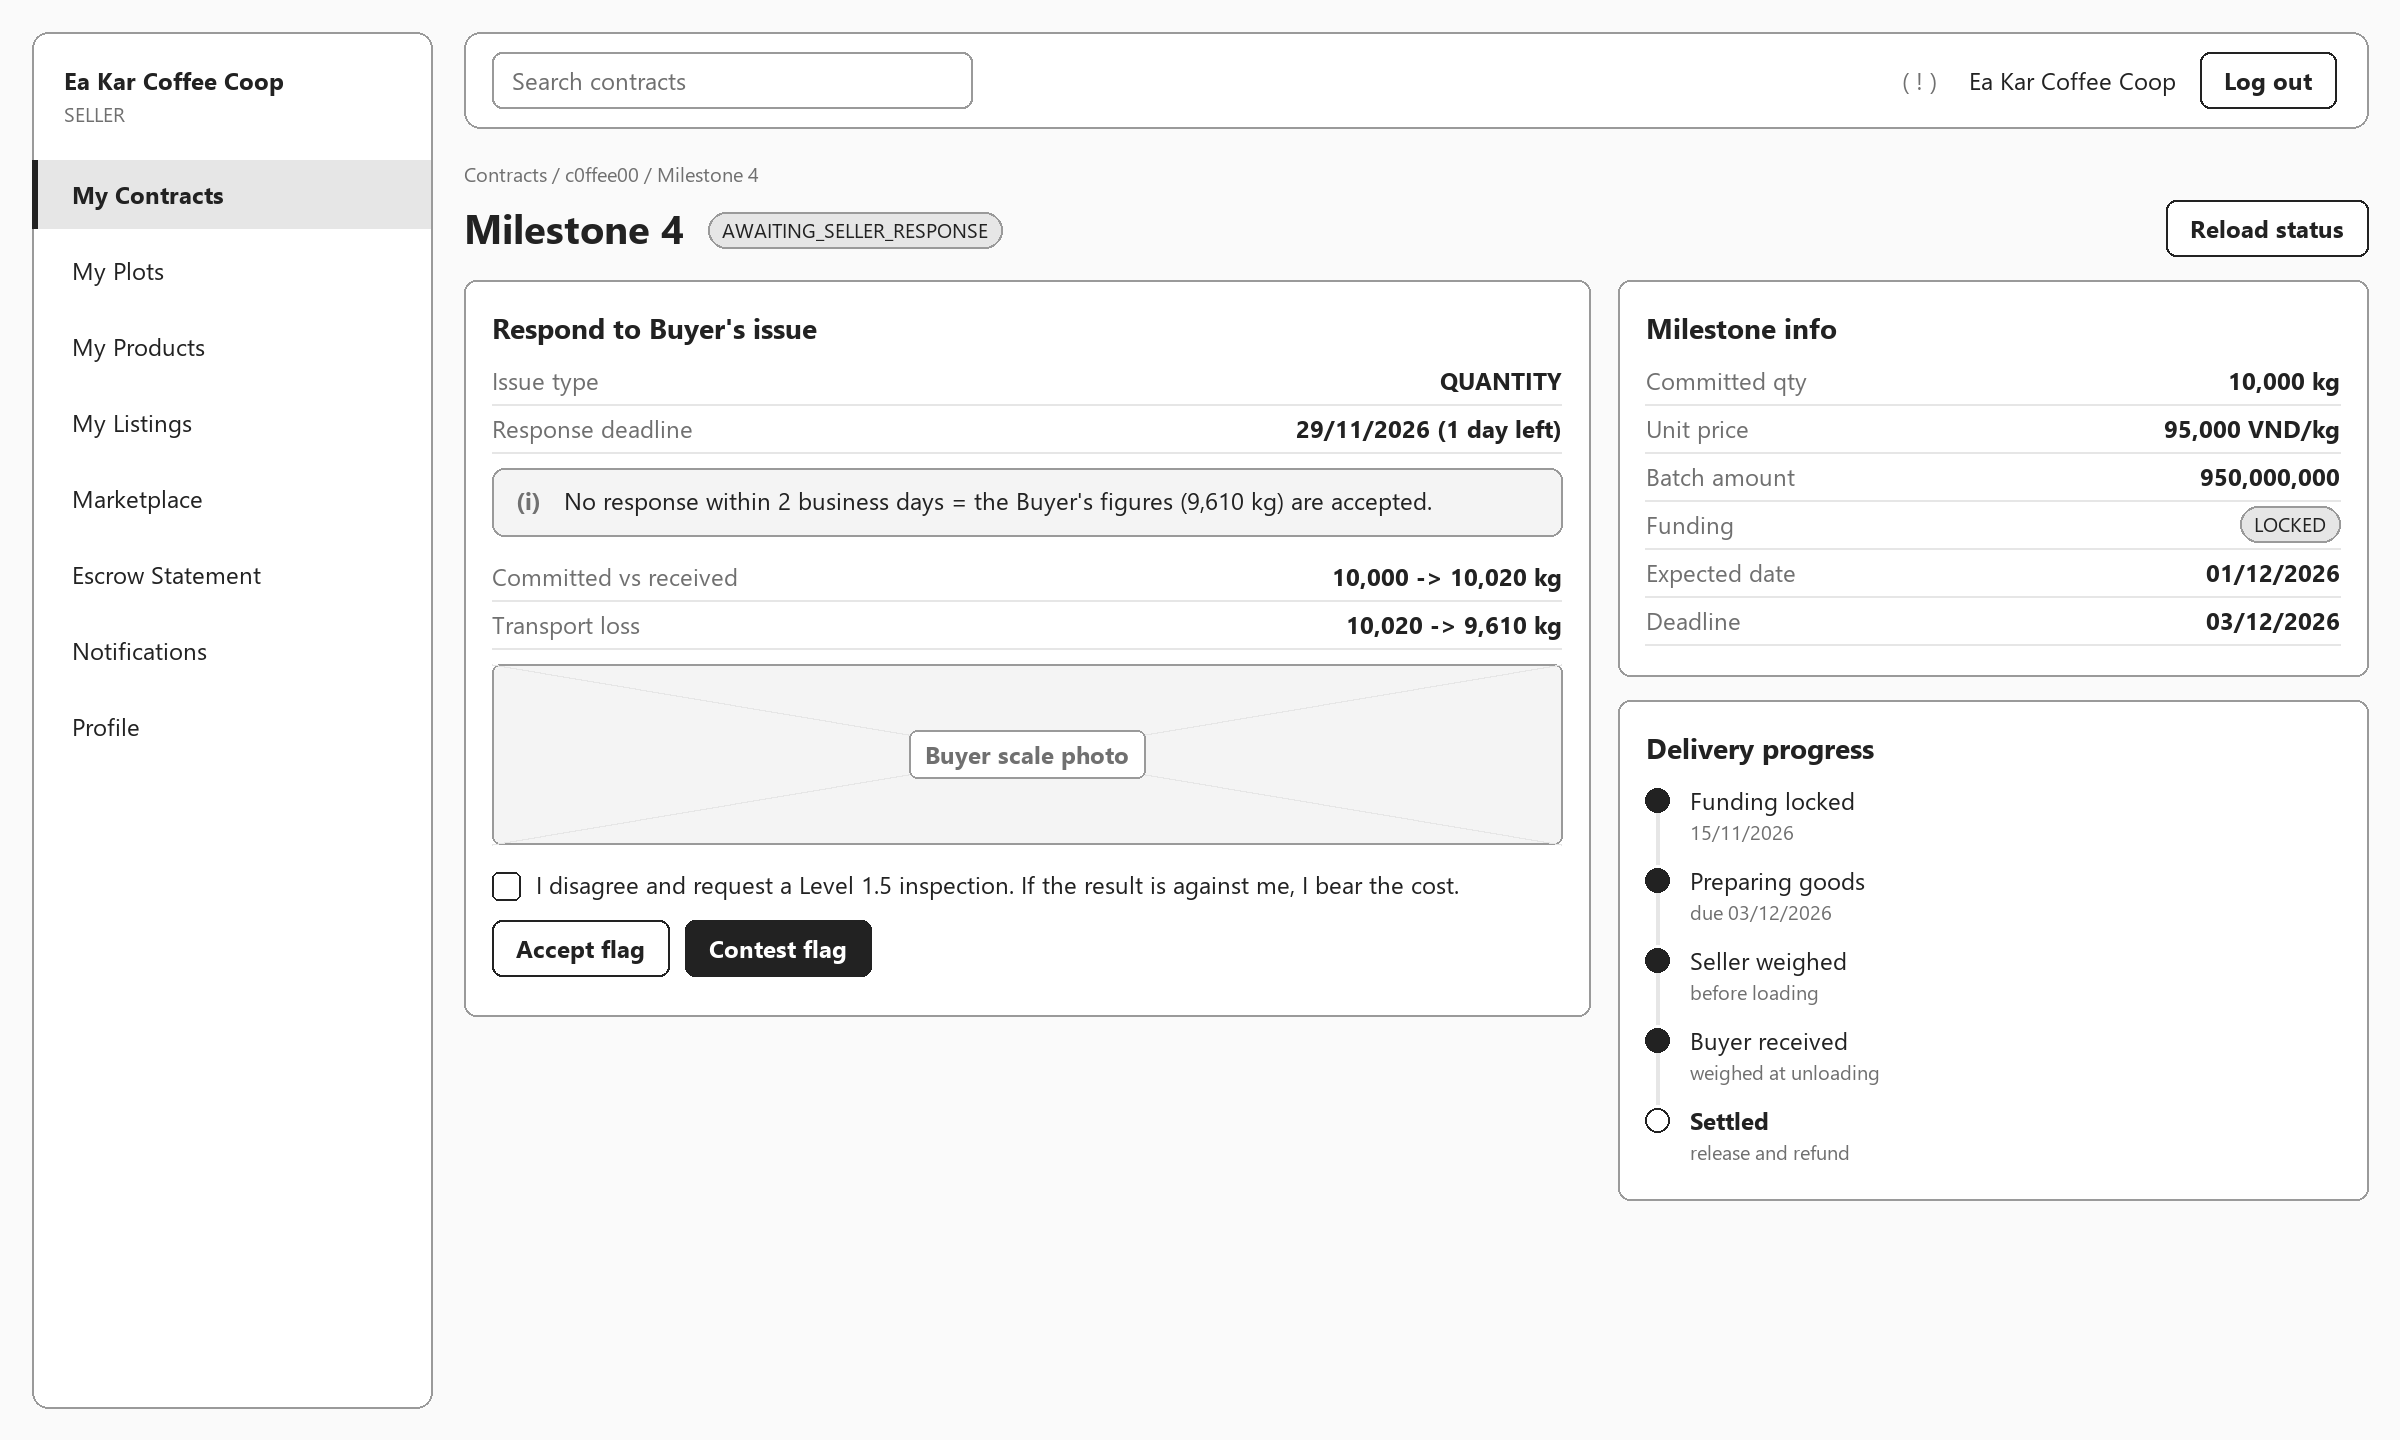 Ea Kar Coffee Coop
SELLER
My Contracts
My Plots
My Products
My Listings
Marketplace
Escrow Statement
Notifications
Profile
Search contracts
( ! )
Ea Kar Coffee Coop
Log out
Contracts / c0ffee00 / Milestone 4
Milestone 4
AWAITING_SELLER_RESPONSE
Reload status
Respond to Buyer's issue
Issue type QUANTITY
Response deadline 29/11/2026 (1 day left)
(i) No response within 2 business days = the Buyer's figures (9,610 kg) are accepted.
Committed vs received 10,000 -> 10,020 kg
Transport loss 10,020 -> 9,610 kg
Buyer scale photo
I disagree and request a Level 1.5 inspection. If the result is against me, I bear the cost.
Accept flag
Contest flag
Milestone info
Committed qty 10,000 kg
Unit price 95,000 VND/kg
Batch amount 950,000,000
Funding LOCKED
Expected date 01/12/2026
Deadline 03/12/2026
Delivery progress
Funding locked
15/11/2026
Preparing goods
due 03/12/2026
Seller weighed
before loading
Buyer received
weighed at unloading
Settled
release and refund